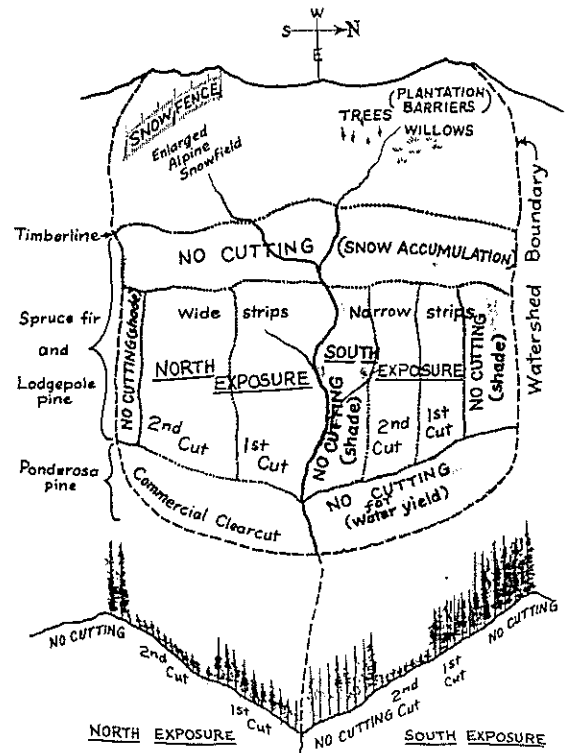 W
S N
E
SNOW FENCE
Enlarged
Alpine
Snowfield
TREES
(PLANTATION
BARRIERS)
WILLOWS
Watershed Boundary
Timberline
NO CUTTING
(SNOW ACCUMULATION)
Spruce fir
and
Lodgepole
pine
NO CUTTING (shade)
Wide strips
NORTH
EXPOSURE
2nd
Cut
1st
Cut
Narrow strips
SOUTH
EXPOSURE
NO CUTTING
(shade)
2nd
Cut
1st
Cut
NO CUTTING
(shade)
Ponderosa
pine
Commercial Clearcut
NO CUTTING
for
(water yield)
NO CUTTING
2nd
Cut
1st
Cut
NO CUTTING
2nd
Cut
1st
Cut
NO CUTTING
NORTH EXPOSURE
SOUTH EXPOSURE